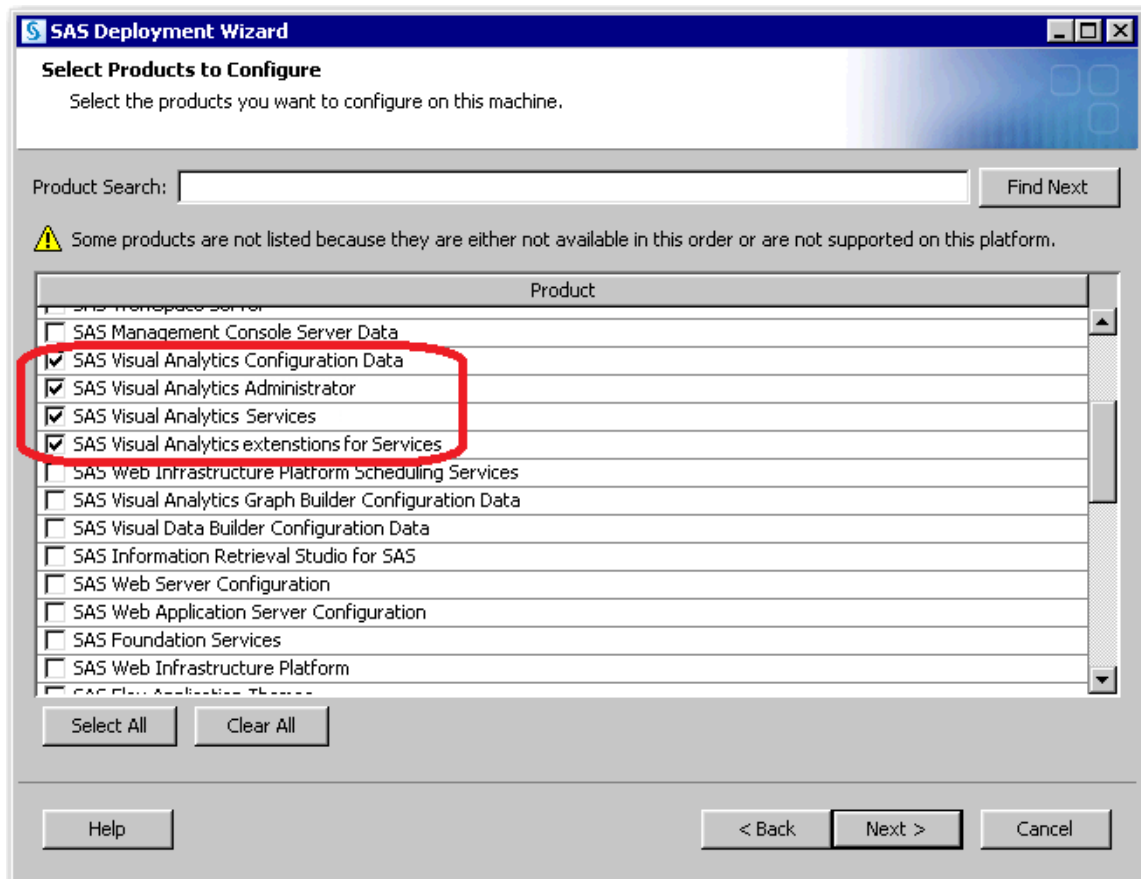 SAS Deployment Wizard
Select Products to Configure
Select the products you want to configure on this machine.
Product Search:
Find Next
Some products are not listed because they are either not available in this order or are not supported on this platform.
Product
SAS Management Console Server Data
SAS Visual Analytics Configuration Data
SAS Visual Analytics Administrator
SAS Visual Analytics Services
SAS Visual Analytics extenstions for Services
SAS Web Infrastructure Platform Scheduling Services
SAS Visual Analytics Graph Builder Configuration Data
SAS Visual Data Builder Configuration Data
SAS Information Retrieval Studio for SAS
SAS Web Server Configuration
SAS Web Application Server Configuration
SAS Foundation Services
SAS Web Infrastructure Platform
Select All
Clear All
Help
< Back
Next >
Cancel